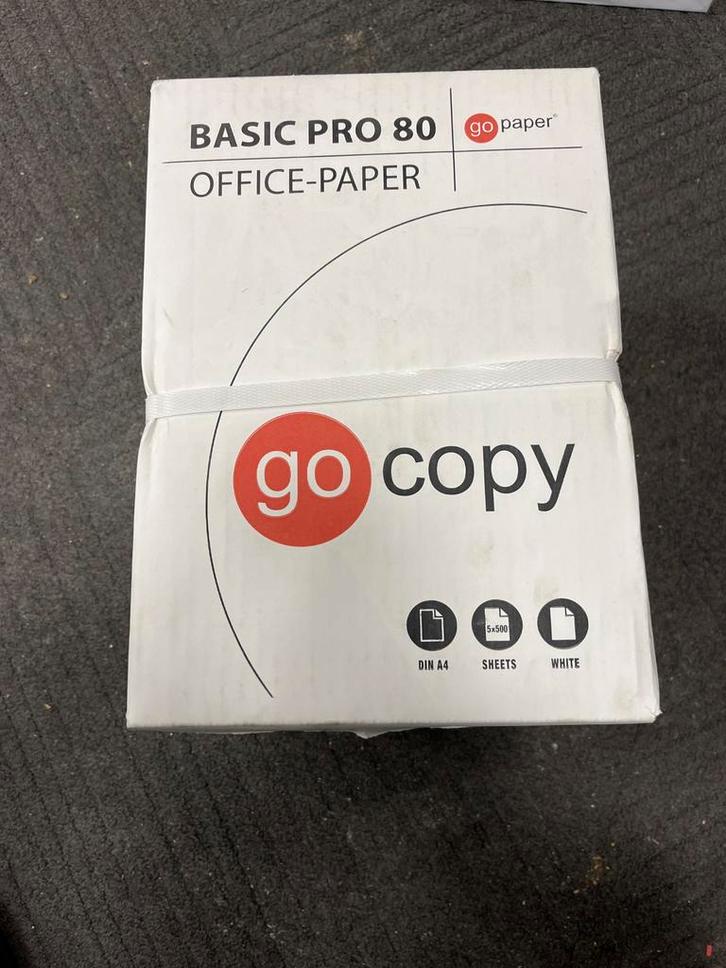 BASIC PRO 80
go paper®
OFFICE-PAPER
go copy
5x500
DIN A4
SHEETS
WHITE